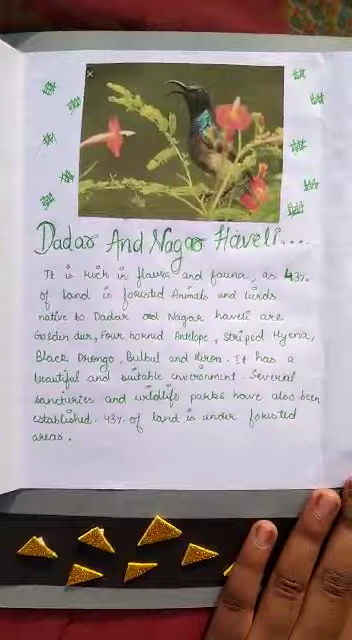 Dadar And Nagar Haveli...
It is rich in flaura and fauna, as 43%
of land is forested Animals and birds
native to Dadar and Nagar haveli are
Golden dur, Four horned Antelope, Striped Hyena,
Black Drongo, Bulbul and Heron. It has a
beautiful and suitable environment. Several
sancturies and wildlife parks have also been
established. 43% of land is under forested
areas.